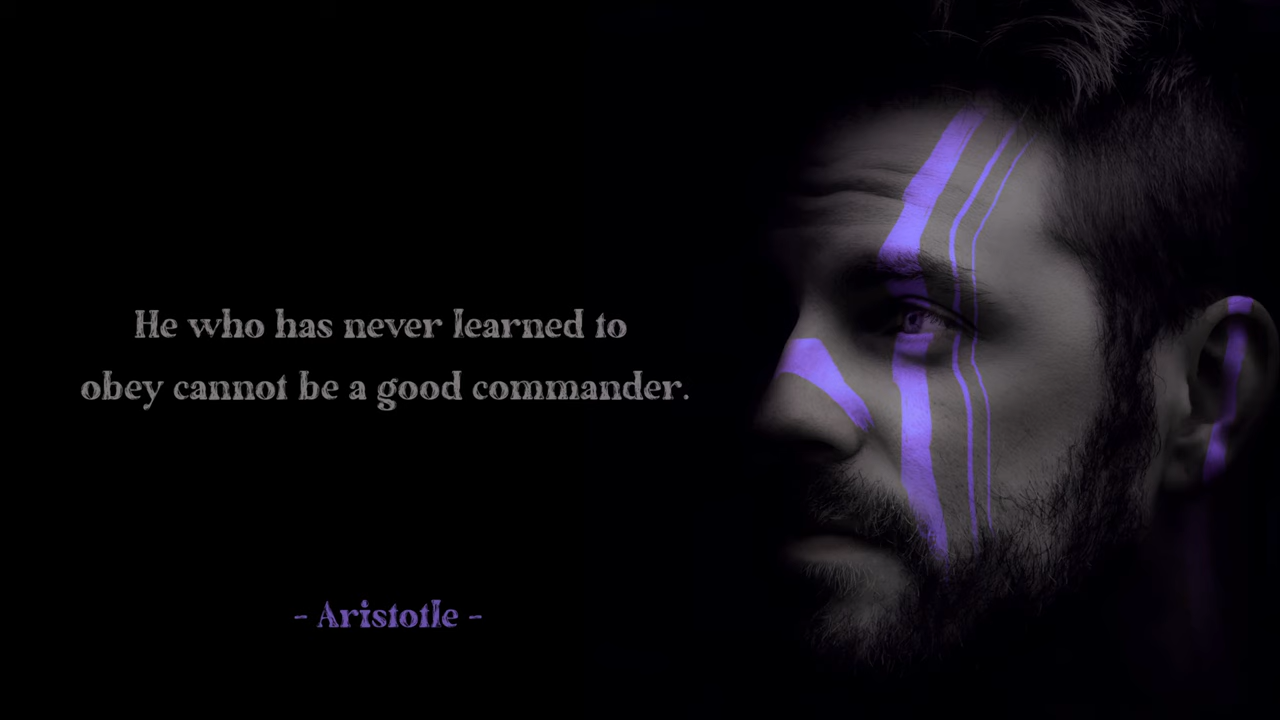 He who has never learned to
obey cannot be a good commander.
- Aristotle -